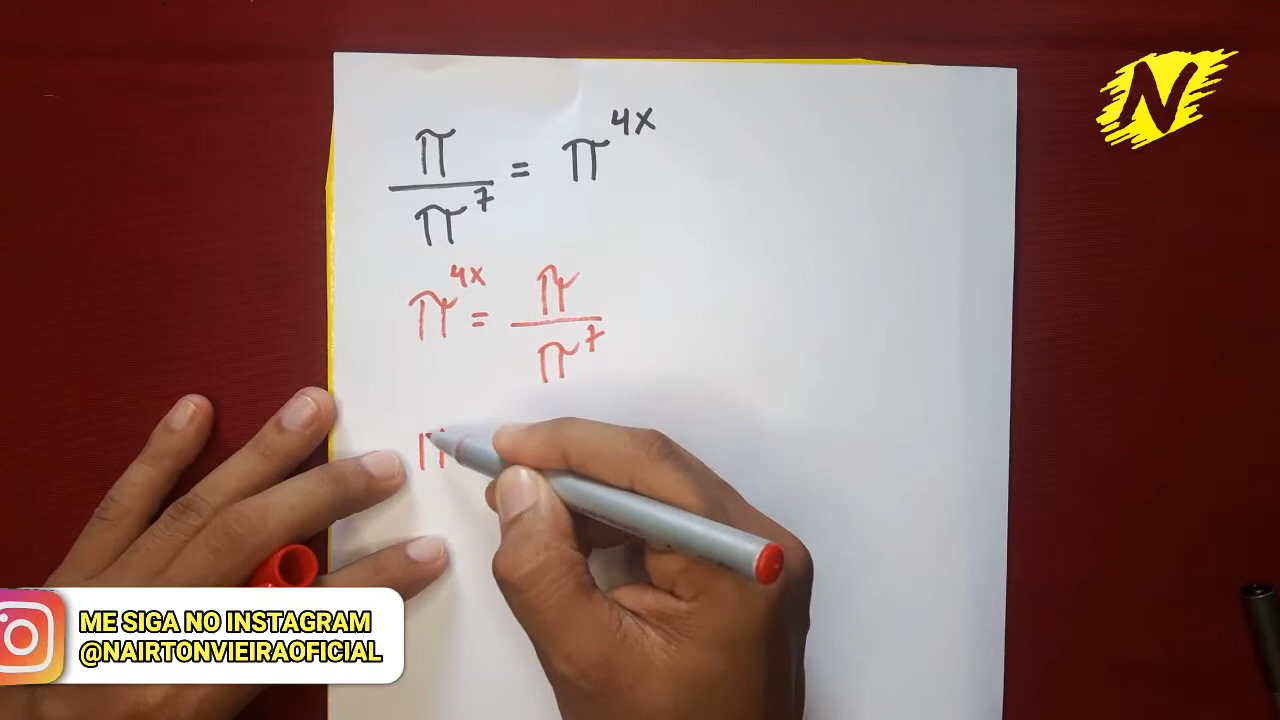 π/π⁷ = π⁴ˣ
π⁴ˣ = π/π⁷
π
N
ME SIGA NO INSTAGRAM
@NAIRTONVIEIRAOFICIAL